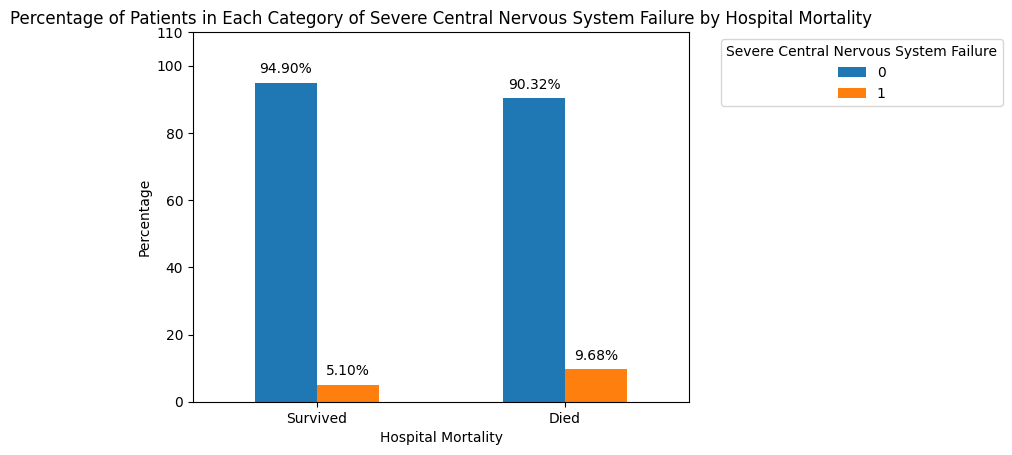 Percentage of Patients in Each Category of Severe Central Nervous System Failure by Hospital Mortality
110
100
80
60
40
20
0
Percentage
94.90%
5.10%
90.32%
9.68%
Survived
Died
Hospital Mortality
Severe Central Nervous System Failure
0
1